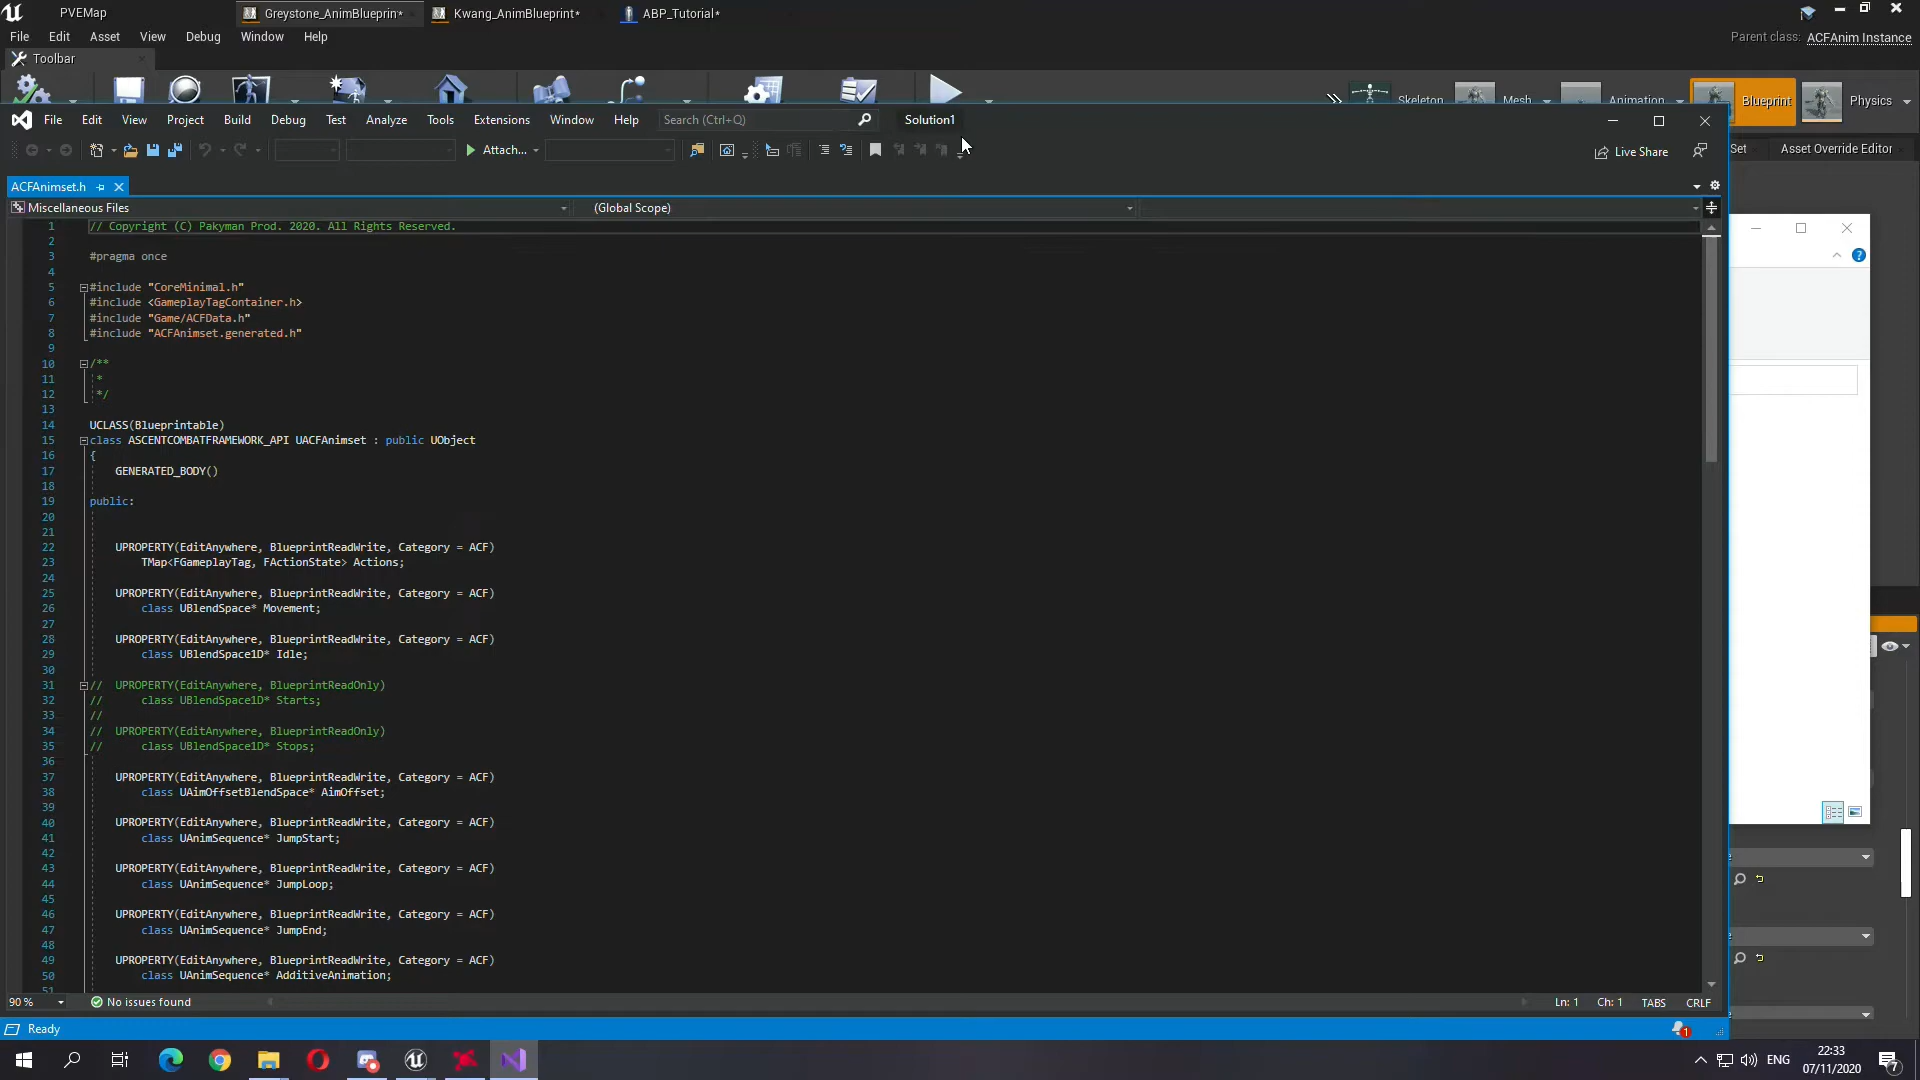 PVEMap
Greystone_AnimBlueprin*
Kwang_AnimBlueprint*
ABP_Tutorial*
File Edit Asset View Debug Window Help
Parent class: ACFAnim Instance
Toolbar
Skeleton Mesh Animation Blueprint Physics
File Edit View Project Build Debug Test Analyze Tools Extensions Window Help Search (Ctrl+Q) Solution1
Attach...
Live Share
Set Asset Override Editor
ACFAnimset.h
Miscellaneous Files (Global Scope)
1 // Copyright (C) Pakyman Prod. 2020. All Rights Reserved.
2
3 #pragma once
4
5 #include "CoreMinimal.h"
6 #include <GameplayTagContainer.h>
7 #include "Game/ACFData.h"
8 #include "ACFAnimset.generated.h"
9
10 /**
11 *
12 */
13
14 UCLASS(Blueprintable)
15 class ASCENTCOMBATFRAMEWORK_API UACFAnimset : public UObject
16 {
17 GENERATED_BODY()
18
19 public:
20
21
22 UPROPERTY(EditAnywhere, BlueprintReadWrite, Category = ACF)
23 TMap<FGameplayTag, FActionState> Actions;
24
25 UPROPERTY(EditAnywhere, BlueprintReadWrite, Category = ACF)
26 class UBlendSpace* Movement;
27
28 UPROPERTY(EditAnywhere, BlueprintReadWrite, Category = ACF)
29 class UBlendSpace1D* Idle;
30
31 // UPROPERTY(EditAnywhere, BlueprintReadOnly)
32 // class UBlendSpace1D* Starts;
33 //
34 // UPROPERTY(EditAnywhere, BlueprintReadOnly)
35 // class UBlendSpace1D* Stops;
36
37 UPROPERTY(EditAnywhere, BlueprintReadWrite, Category = ACF)
38 class UAimOffsetBlendSpace* AimOffset;
39
40 UPROPERTY(EditAnywhere, BlueprintReadWrite, Category = ACF)
41 class UAnimSequence* JumpStart;
42
43 UPROPERTY(EditAnywhere, BlueprintReadWrite, Category = ACF)
44 class UAnimSequence* JumpLoop;
45
46 UPROPERTY(EditAnywhere, BlueprintReadWrite, Category = ACF)
47 class UAnimSequence* JumpEnd;
48
49 UPROPERTY(EditAnywhere, BlueprintReadWrite, Category = ACF)
50 class UAnimSequence* AdditiveAnimation;
51
90 % No issues found Ln: 1 Ch: 1 TABS CRLF
Ready 1
ENG 22:33
07/11/2020 7